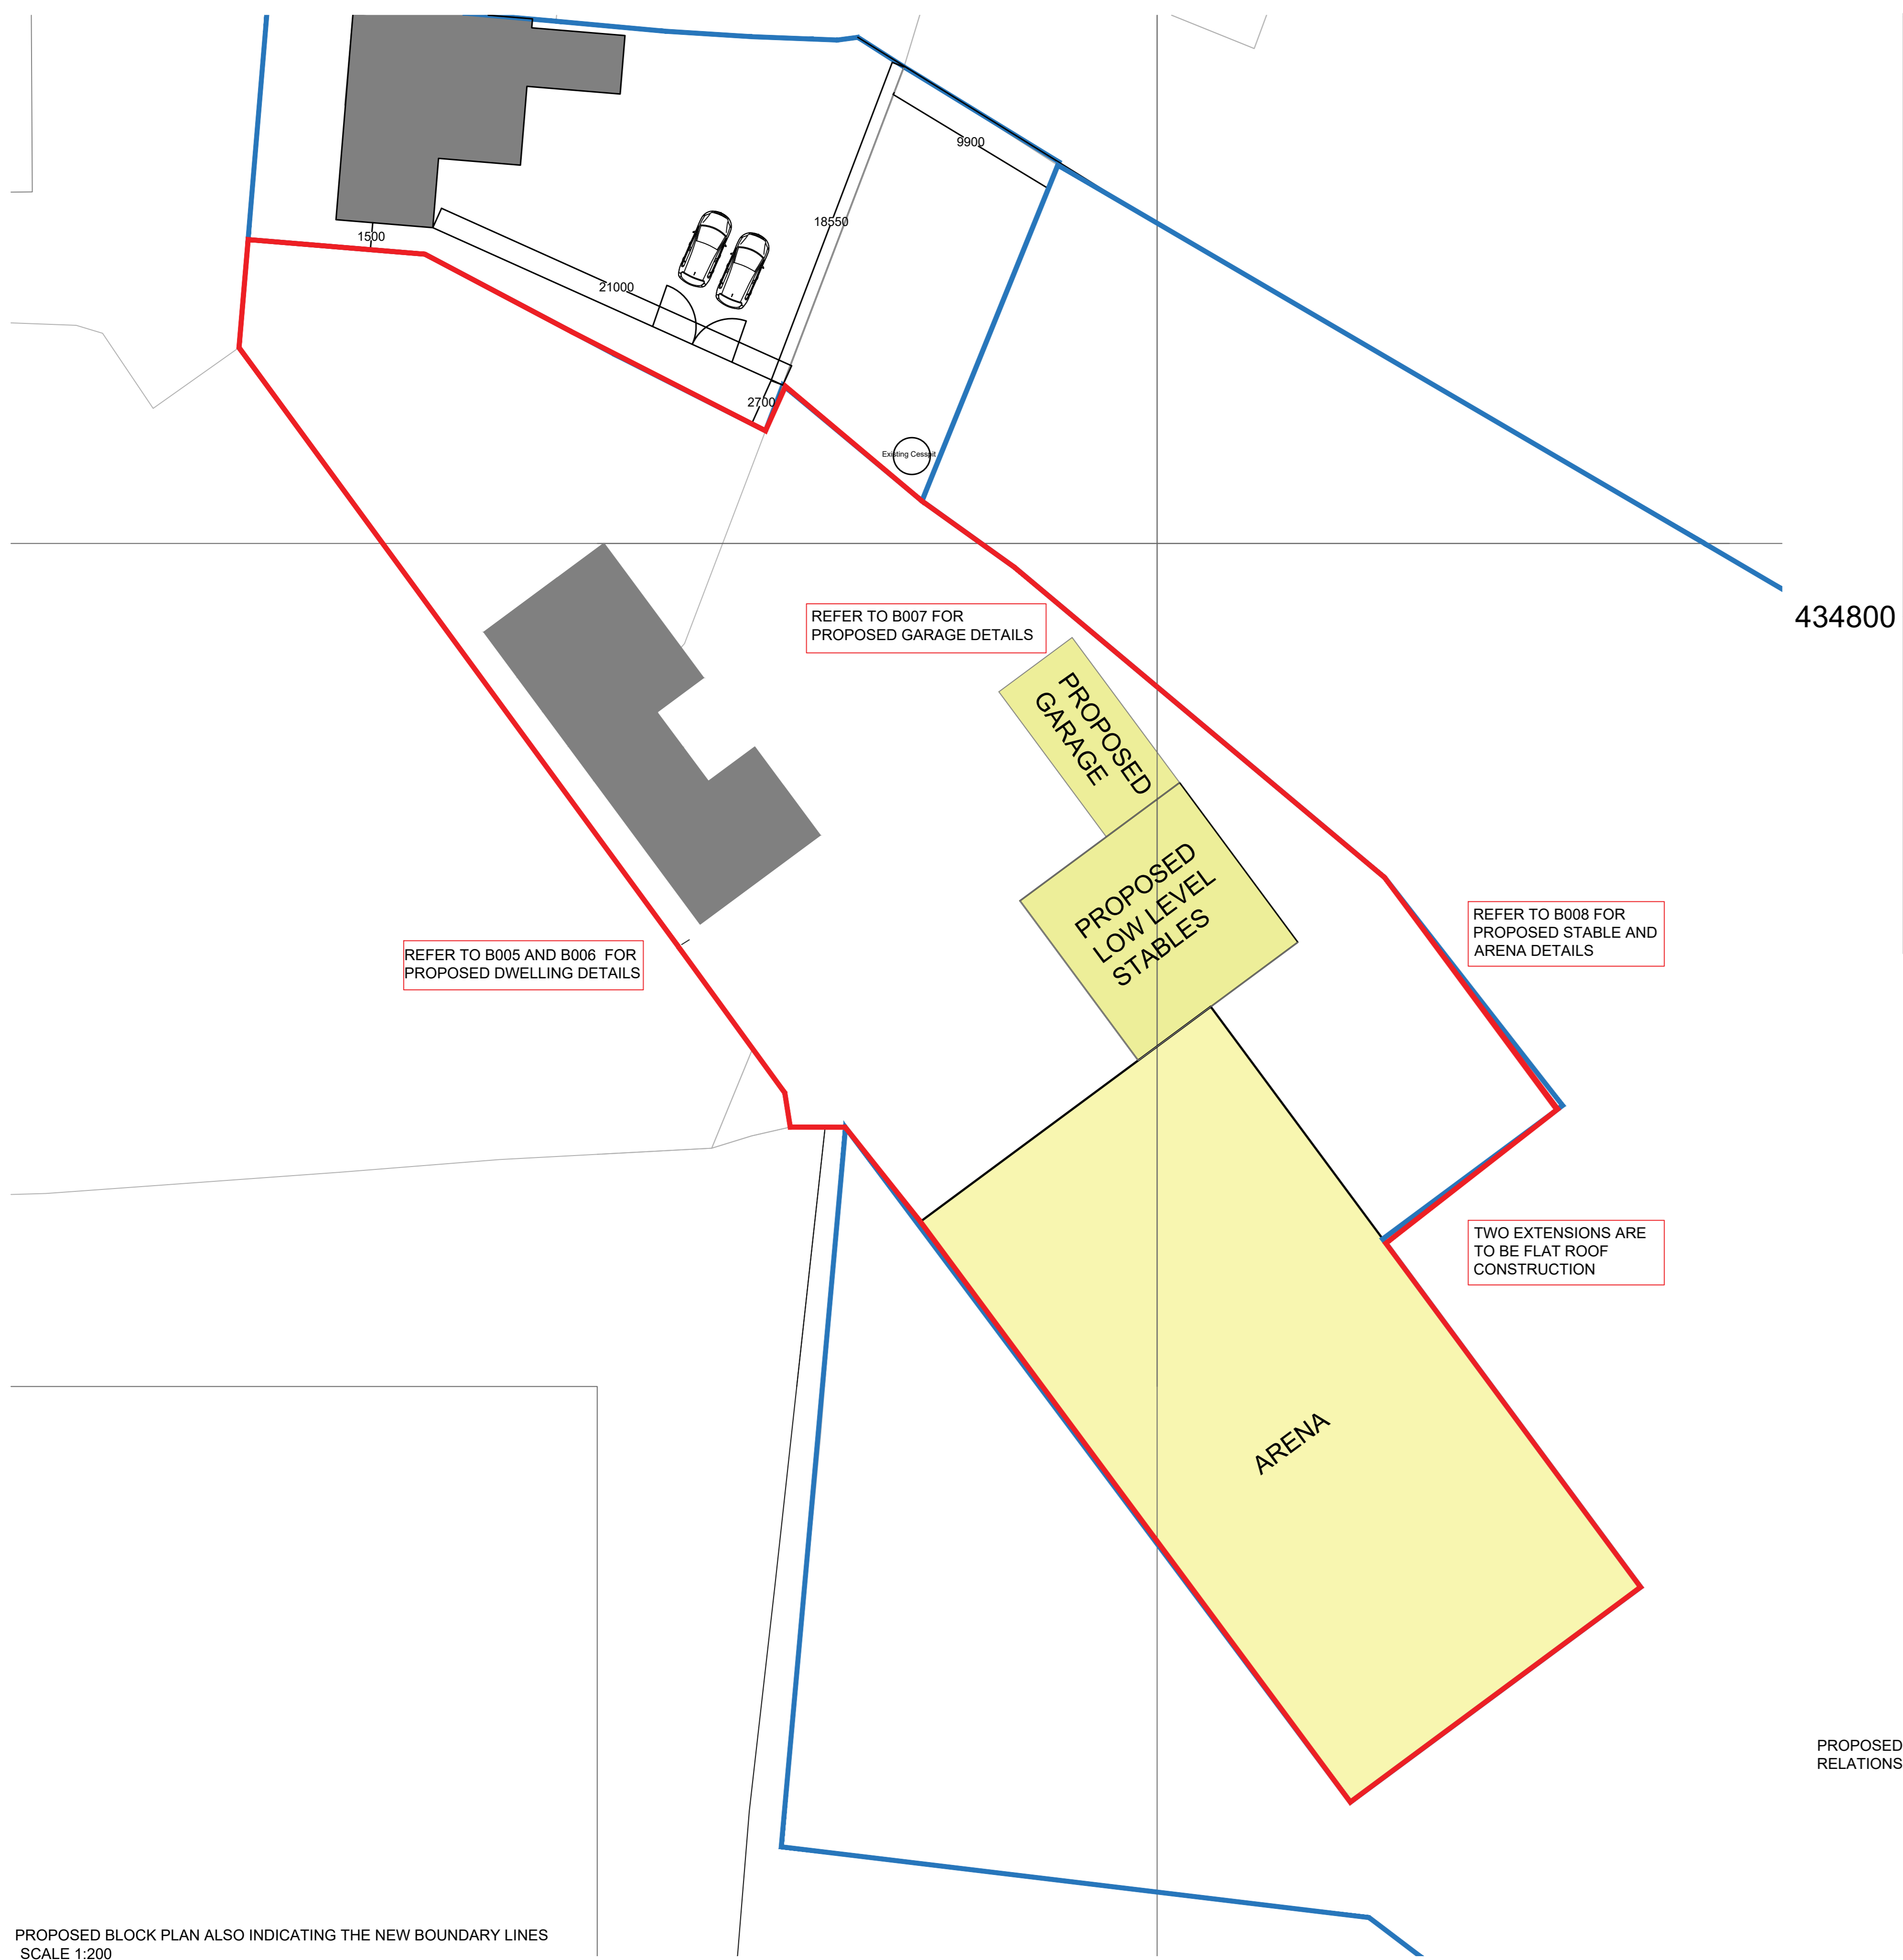 9900
18550
1500
21000
2700
Existing Cesspit
434800
REFER TO B007 FOR
PROPOSED GARAGE DETAILS
PROPOSED
GARAGE
PROPOSED
LOW LEVEL
STABLES
REFER TO B008 FOR
PROPOSED STABLE AND
ARENA DETAILS
REFER TO B005 AND B006 FOR
PROPOSED DWELLING DETAILS
TWO EXTENSIONS ARE
TO BE FLAT ROOF
CONSTRUCTION
ARENA
PROPOSED
RELATIONS
PROPOSED BLOCK PLAN ALSO INDICATING THE NEW BOUNDARY LINES
SCALE 1:200